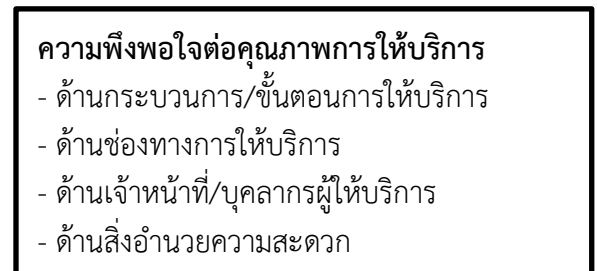 ความพึงพอใจต่อคุณภาพการให้บริการ
- ด้านกระบวนการ/ขั้นตอนการให้บริการ
- ด้านช่องทางการให้บริการ
- ด้านเจ้าหน้าที่/บุคลากรผู้ให้บริการ
- ด้านสิ่งอำนวยความสะดวก